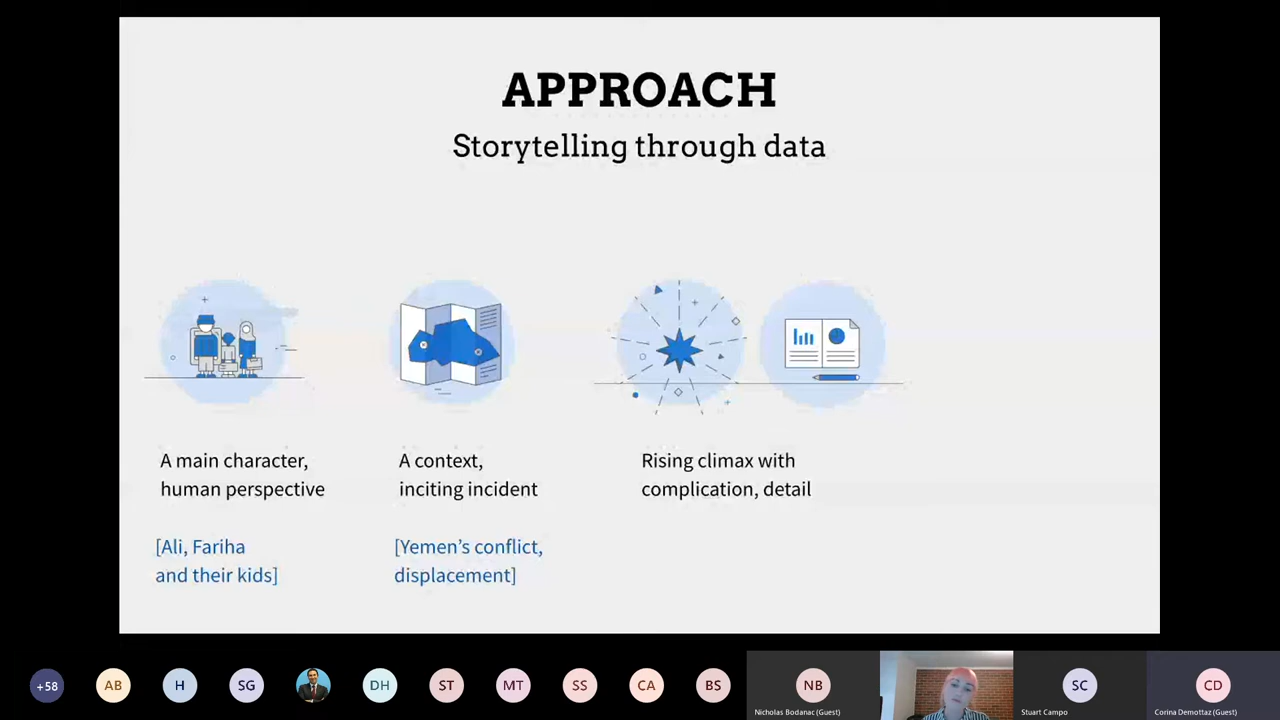 APPROACH
Storytelling through data
A main character,
human perspective
[Ali, Fariha
and their kids]
A context,
inciting incident
[Yemen's conflict,
displacement]
Rising climax with
complication, detail
+58
AB
H
SG
DH
ST
MT
SS
CA
BS
NB
Nicholas Bodanac (Guest)
SC
Stuart Campo
CD
Corina Demottaz (Guest)